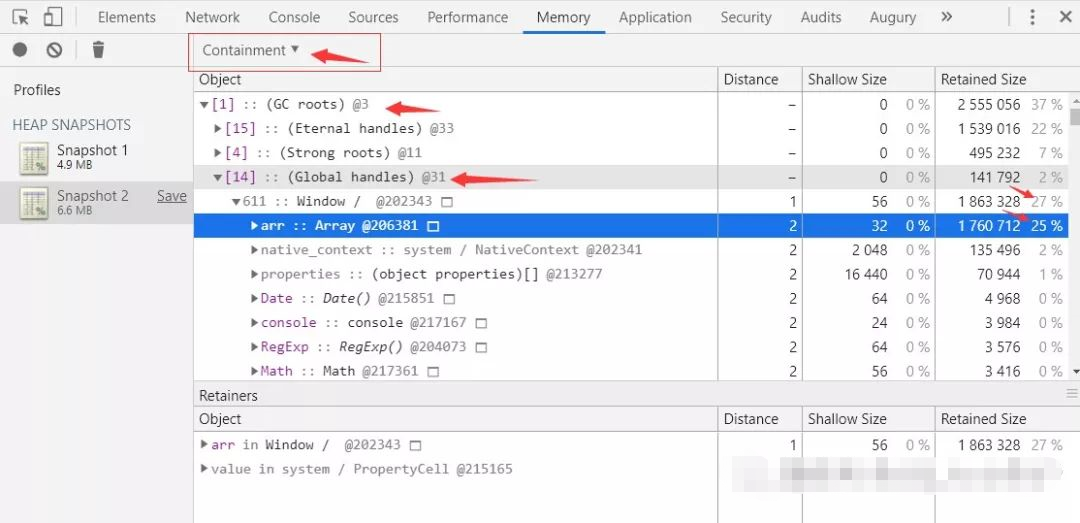 Elements Network Console Sources Performance Memory Application Security Audits Augury »
Containment ▼
Profiles
HEAP SNAPSHOTS
Snapshot 1
4.9 MB
Snapshot 2 Save
6.6 MB
Object Distance Shallow Size Retained Size
▼[1] :: (GC roots) @3 – 0 0 % 2 555 056 37 %
▶[15] :: (Eternal handles) @33 – 0 0 % 1 539 016 22 %
▶[4] :: (Strong roots) @11 – 0 0 % 495 232 7 %
▼[14] :: (Global handles) @31 – 0 0 % 141 792 2 %
▼611 :: Window / @202343 1 56 0 % 1 863 328 27 %
▶arr :: Array @206381 2 32 0 % 1 760 712 25 %
▶native_context :: system / NativeContext @202341 2 2 048 0 % 135 496 2 %
▶properties :: (object properties)[] @213277 2 16 440 0 % 70 944 1 %
▶Date :: Date() @215851 2 64 0 % 4 968 0 %
▶console :: console @217167 2 24 0 % 3 984 0 %
▶RegExp :: RegExp() @204073 2 64 0 % 3 576 0 %
▶Math :: Math @217361 2 56 0 % 3 416 0 %
Retainers
Object Distance Shallow Size Retained Size
▶arr in Window / @202343 1 56 0 % 1 863 328 27 %
▶value in system / PropertyCell @215165